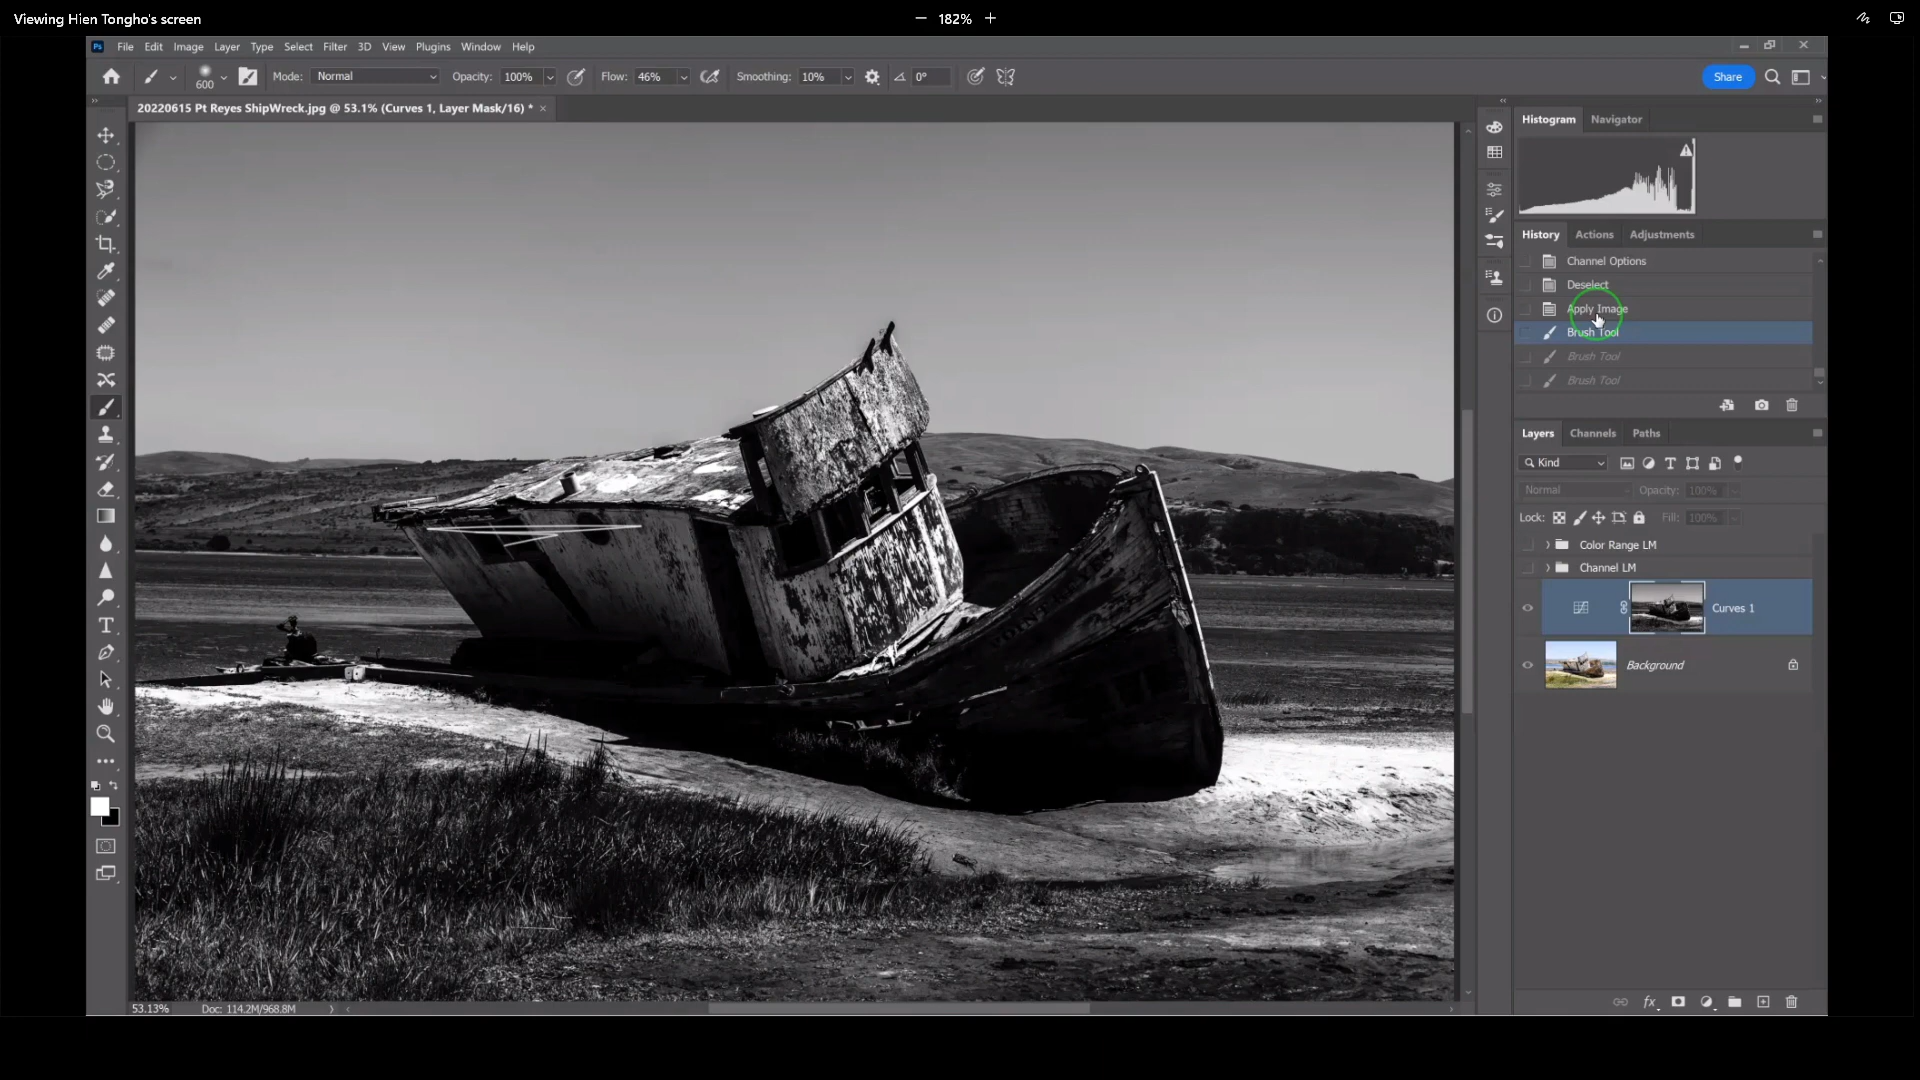 Viewing Hien Tongho's screen
182%
Ps File Edit Image Layer Type Select Filter 3D View Plugins Window Help
600 Mode: Normal Opacity: 100% Flow: 46% Smoothing: 10% 0° Share
20220615 Pt Reyes ShipWreck.jpg @ 53.1% (Curves 1, Layer Mask/16) *
Histogram Navigator
History Actions Adjustments
Channel Options
Deselect
Apply Image
Brush Tool
Brush Tool
Brush Tool
Layers Channels Paths
Kind
Normal Opacity: 100%
Lock: Fill: 100%
Color Range LM
Channel LM
Curves 1
Background
53.13% Doc: 114.2M/968.8M